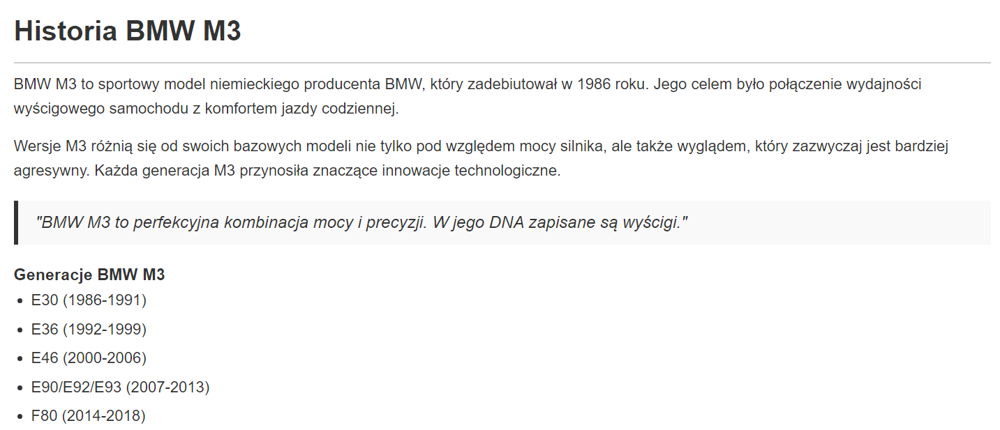 Historia BMW M3
BMW M3 to sportowy model niemieckiego producenta BMW, który zadebiutował w 1986 roku. Jego celem było połączenie wydajności
wyścigowego samochodu z komfortem jazdy codziennej.
Wersje M3 różnią się od swoich bazowych modeli nie tylko pod względem mocy silnika, ale także wyglądem, który zazwyczaj jest bardziej
agresywny. Każda generacja M3 przynosiła znaczące innowacje technologiczne.
"BMW M3 to perfekcyjna kombinacja mocy i precyzji. W jego DNA zapisane są wyścigi."
Generacje BMW M3
• E30 (1986-1991)
• E36 (1992-1999)
• E46 (2000-2006)
• E90/E92/E93 (2007-2013)
• F80 (2014-2018)